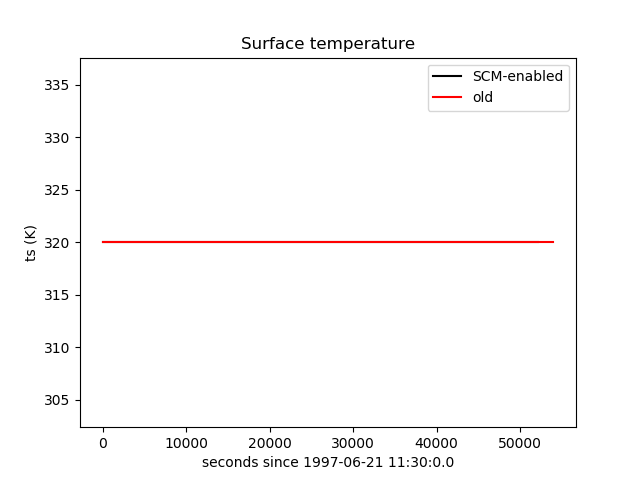 Surface temperature
SCM-enabled
old
335
330
325
320
315
310
305
ts (K)
0 10000 20000 30000 40000 50000
seconds since 1997-06-21 11:30:0.0